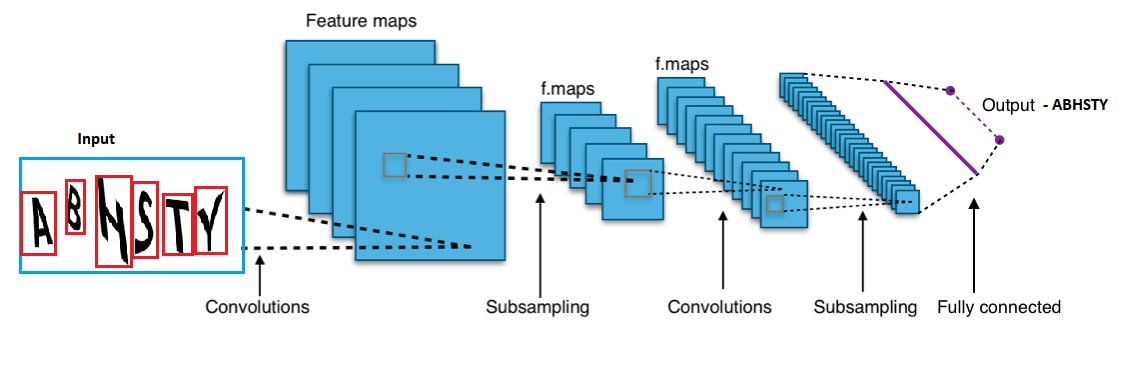 Feature maps
f.maps
f.maps
Output - ABHSTY
Input
A B H S T Y
Convolutions
Subsampling
Convolutions
Subsampling
Fully connected